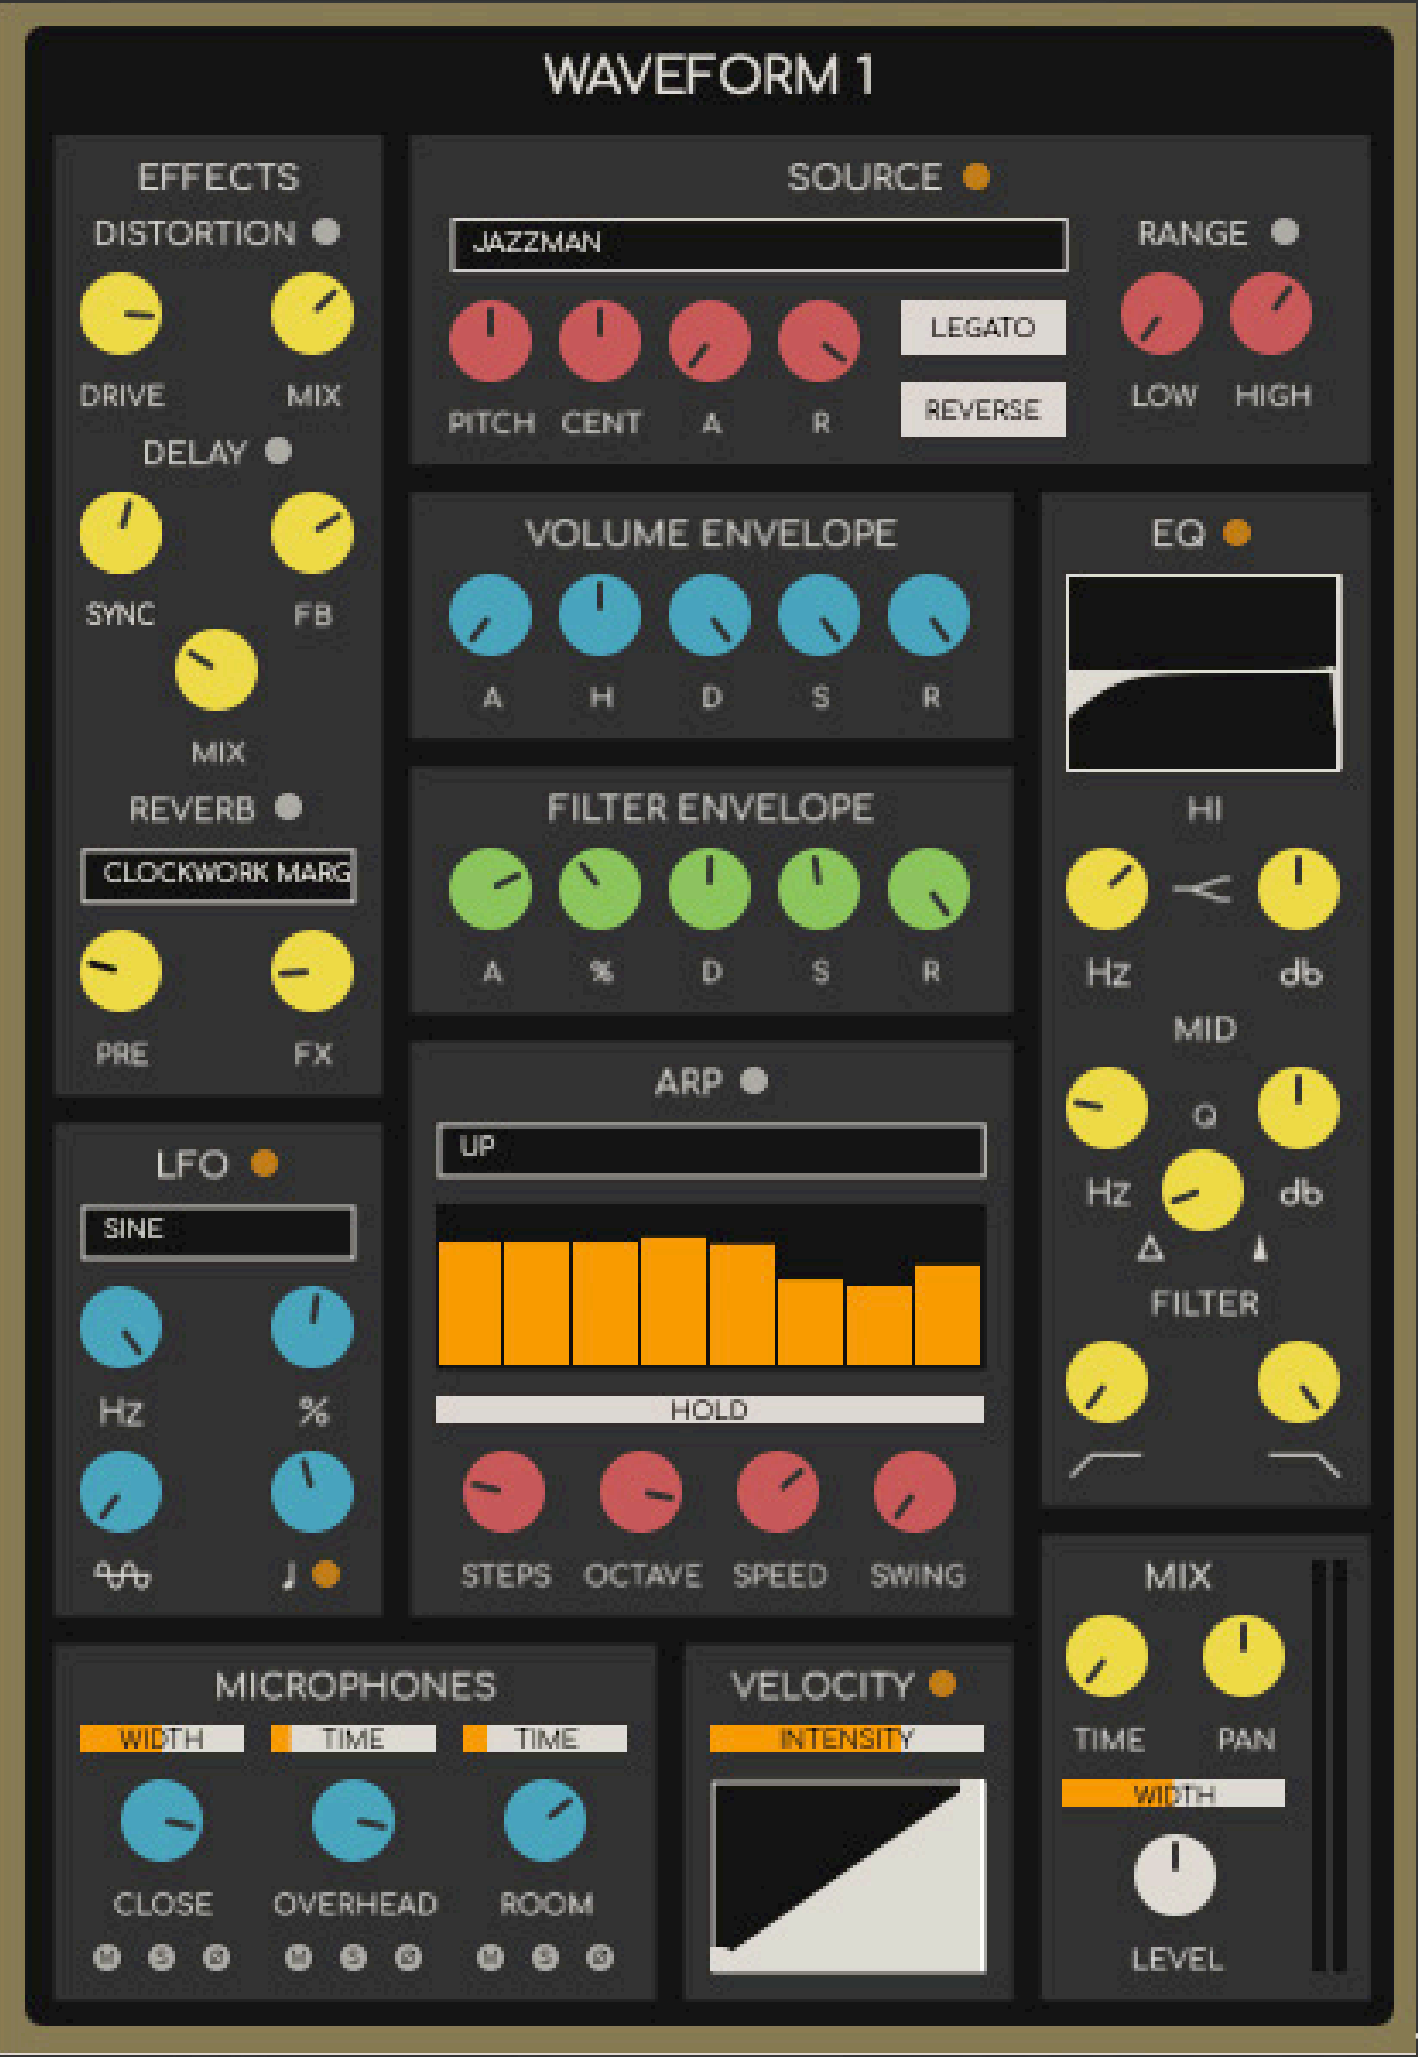 WAVEFORM 1
EFFECTS
DISTORTION
DRIVE MIX
DELAY
SYNC FB
MIX
REVERB
CLOCKWORK MARG
PRE FX
SOURCE
JAZZMAN
PITCH CENT A R
LEGATO
REVERSE
RANGE
LOW HIGH
VOLUME ENVELOPE
A H D S R
FILTER ENVELOPE
A % D S R
EQ
HI
Hz db
MID
Q
Hz db
FILTER
LFO
SINE
Hz %
ARP
UP
HOLD
STEPS OCTAVE SPEED SWING
MICROPHONES
WIDTH TIME TIME
CLOSE OVERHEAD ROOM
M S Ø M S Ø M S Ø
VELOCITY
INTENSITY
MIX
TIME PAN
WIDTH
LEVEL